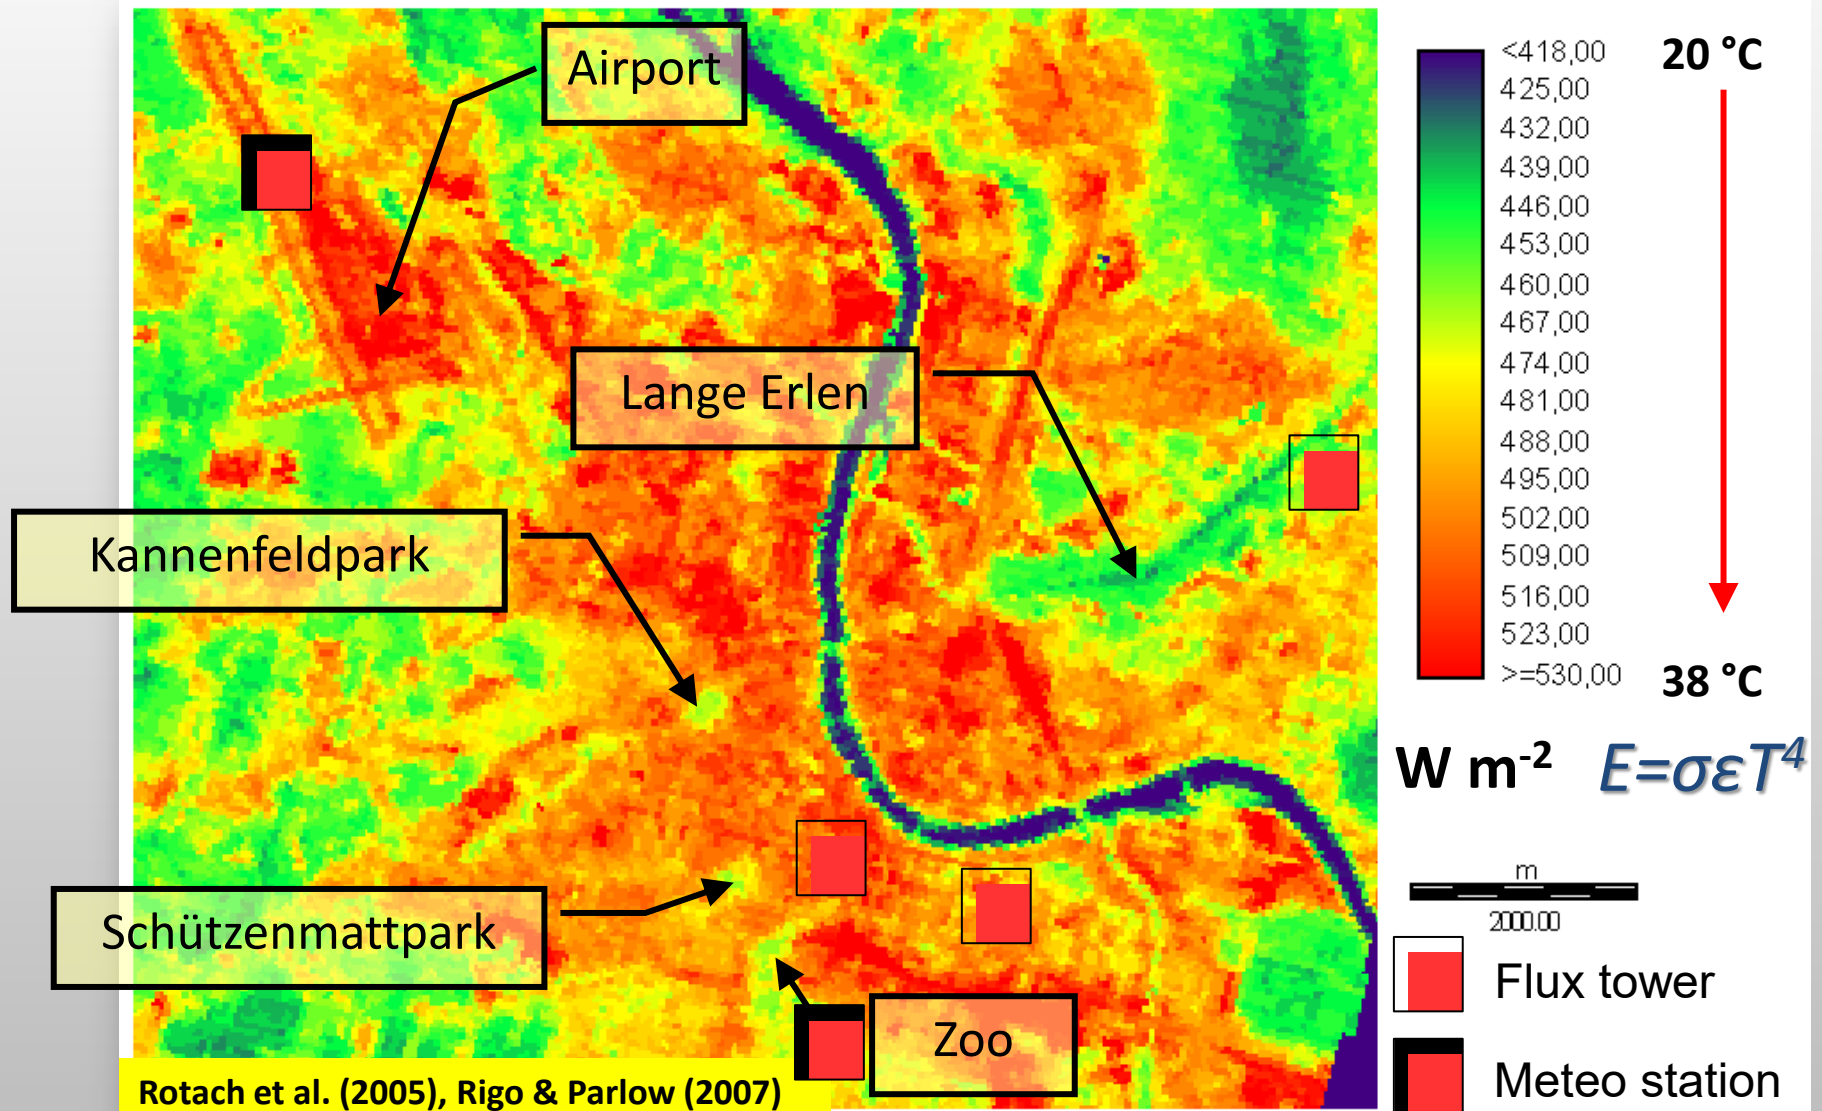 Airport
Lange Erlen
Kannenfeldpark
Schützenmattpark
Zoo
Rotach et al. (2005), Rigo & Parlow (2007)
<418,00
425,00
432,00
439,00
446,00
453,00
460,00
467,00
474,00
481,00
488,00
495,00
502,00
509,00
516,00
523,00
>=530,00
20 °C
38 °C
W m-2 E=σεT4
m
2000.00
Flux tower
Meteo station